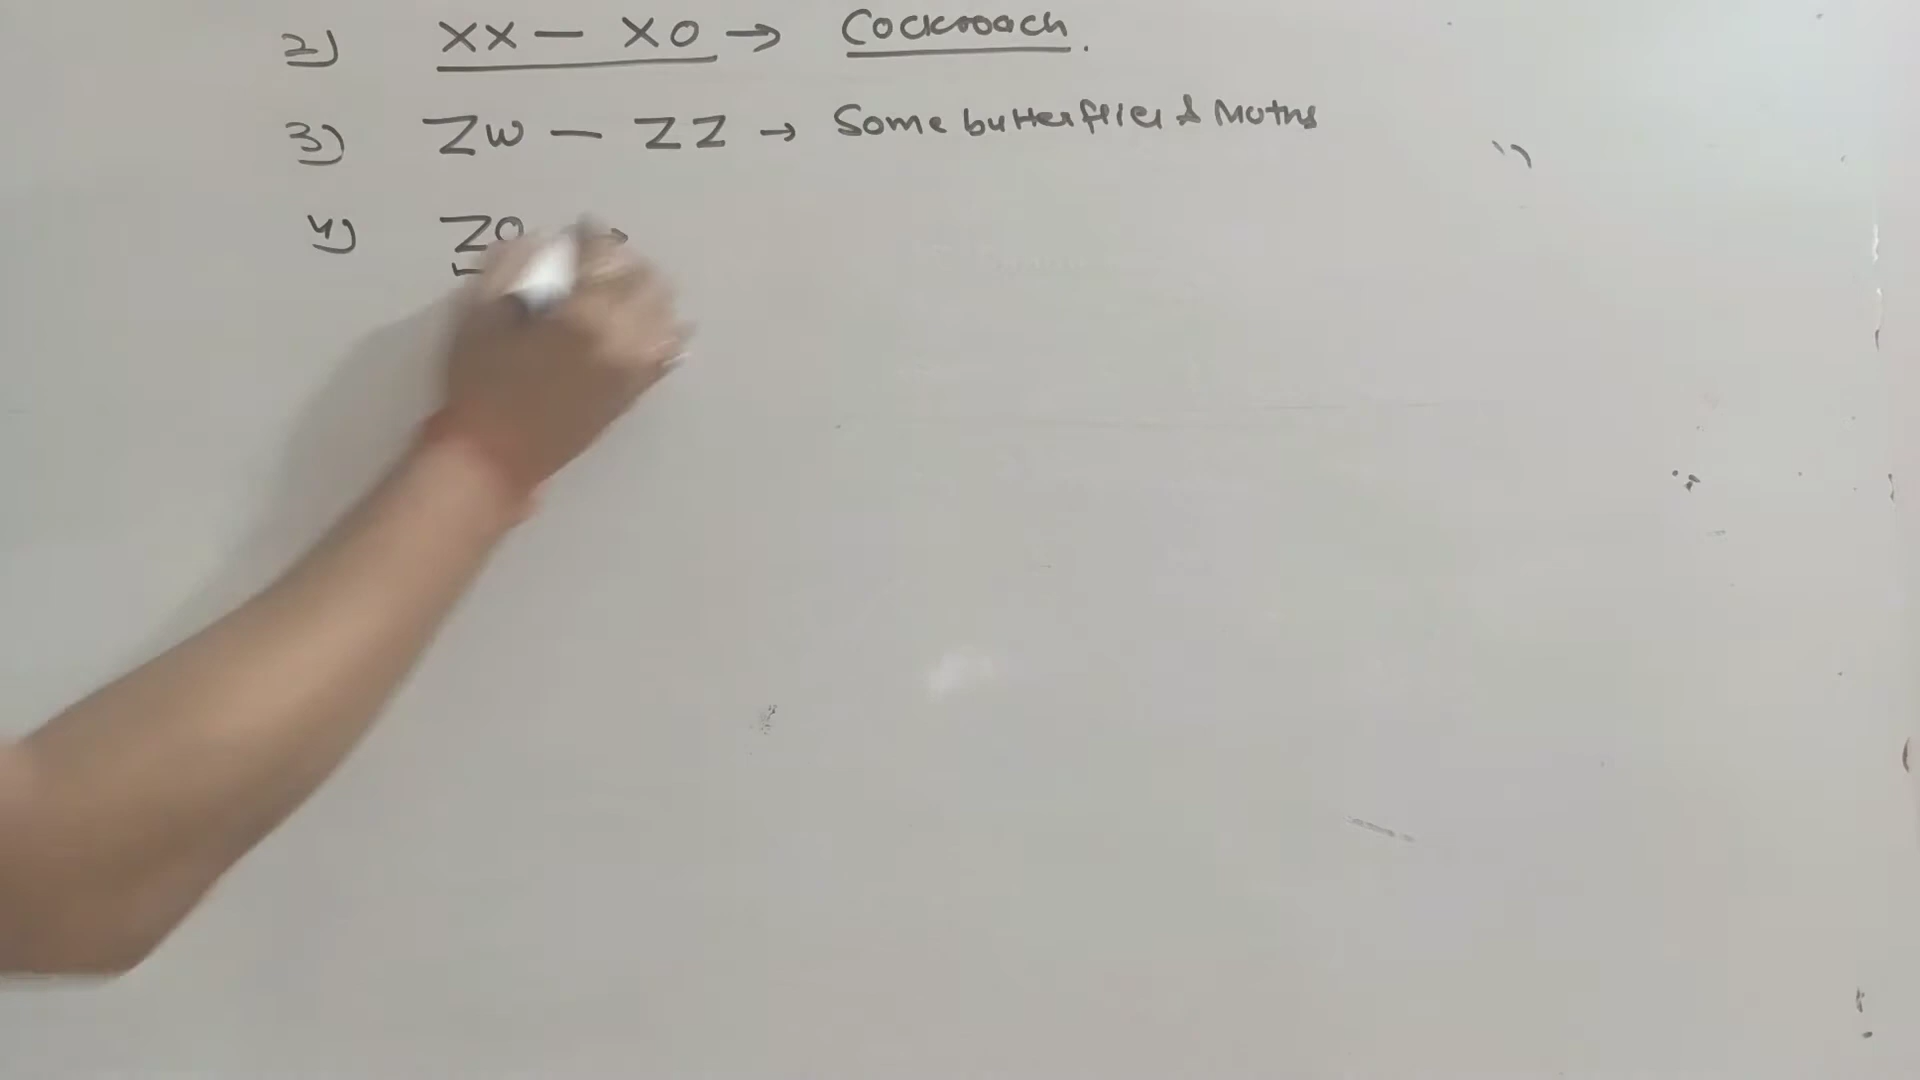 2) XX — XO → Cockroach.
3) ZW — ZZ → Some butterflies & Moths
4) ZO →